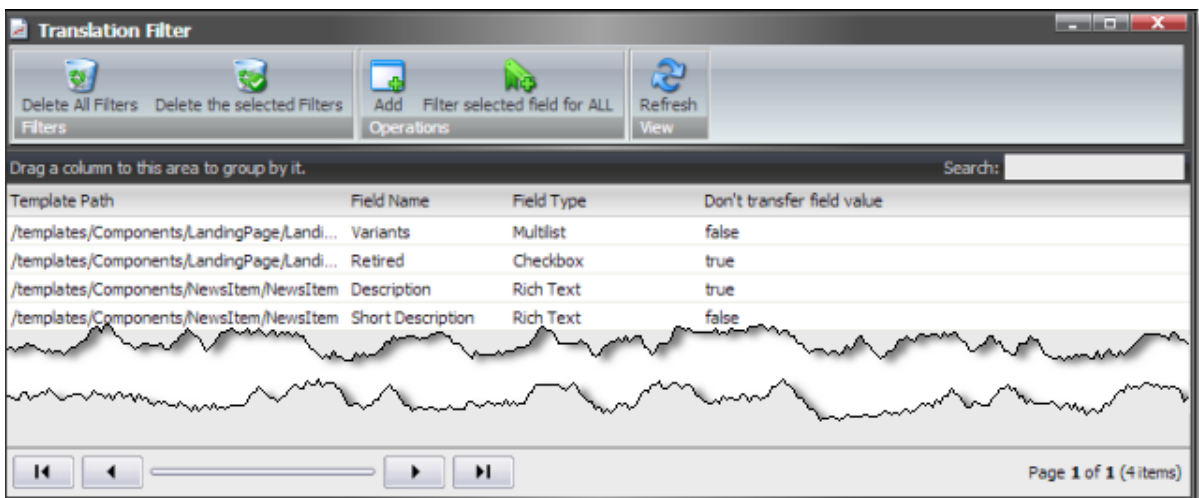 Translation Filter
Delete All Filters Delete the selected Filters Add Filter selected field for ALL Refresh
Filters Operations View
Drag a column to this area to group by it. Search:
Template Path Field Name Field Type Don't transfer field value
/templates/Components/LandingPage/Landi... Variants Multilist false
/templates/Components/LandingPage/Landi... Retired Checkbox true
/templates/Components/NewsItem/NewsItem Description Rich Text true
/templates/Components/NewsItem/NewsItem Short Description Rich Text false
Page 1 of 1 (4 items)